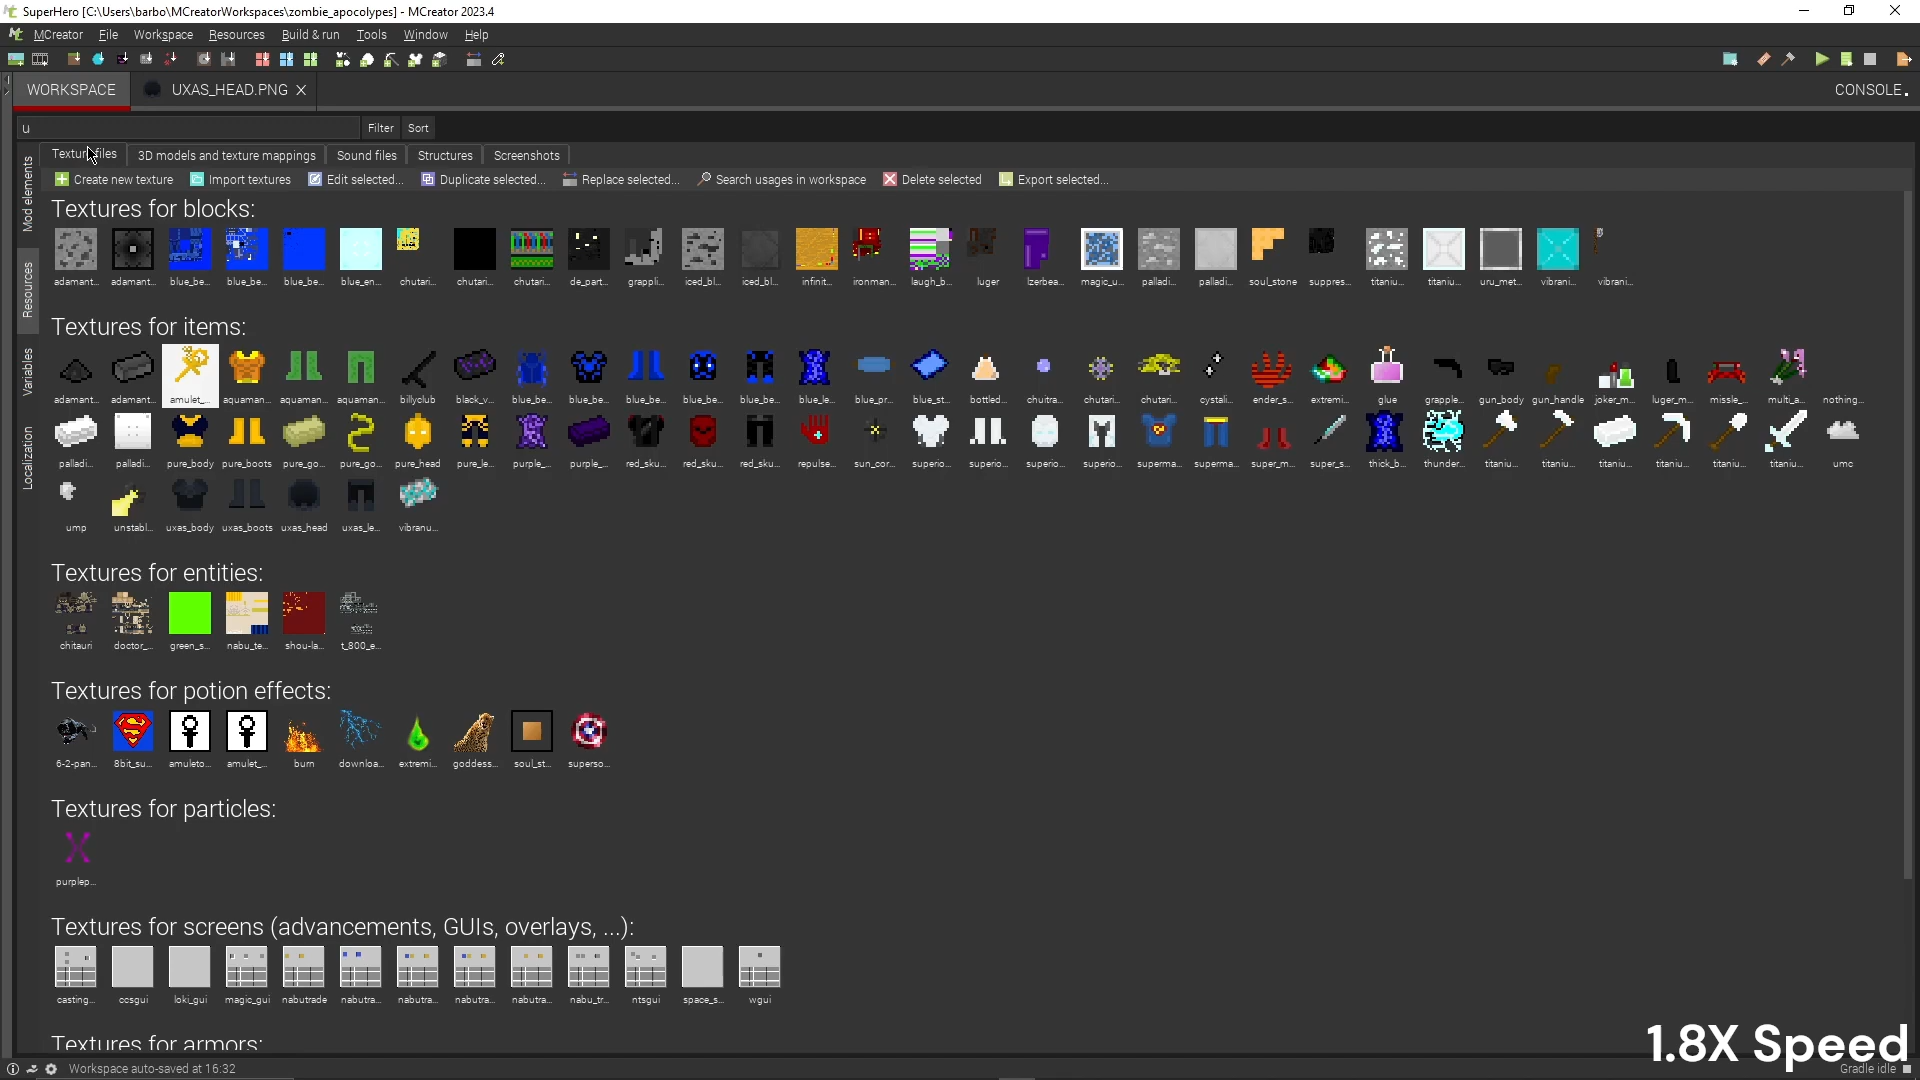 SuperHero [C:\Users\barbo\MCreatorWorkspaces\zombie_apocolypes] - MCreator 2023.4
MCreator File Workspace Resources Build & run Tools Window Help
WORKSPACE UXAS_HEAD.PNG CONSOLE
u Filter Sort
Texture files 3D models and texture mappings Sound files Structures Screenshots
Create new texture Import textures Edit selected... Duplicate selected... Replace selected... Search usages in workspace Delete selected Export selected...
Mod elements
Resources
Variables
Localization
Textures for blocks:
adamant... adamant... blue_be... blue_be... blue_be... blue_en... chutari... chutari... chutari... de_part... grappli... iced_bl... iced_bl... infinit... ironman... laugh_b... luger lzerbea... magic_u... palladi... palladi... soul_stone suppres... titaniu... titaniu... uru_met... vibrani... vibrani...
Textures for items:
adamant... adamant... amulet_... aquaman... aquaman... aquaman... billyclub black_v... blue_be... blue_be... blue_be... blue_be... blue_be... blue_le... blue_pr... blue_st... bottled... chuitra... chutari... chutari... cystali... ender_s... extremi... glue grapple... gun_body gun_handle joker_m... luger_m... missle_... multi_a... nothing...
palladi... palladi... pure_body pure_boots pure_go... pure_go... pure_head pure_le... purple_... purple_... red_sku... red_sku... red_sku... repulse... sun_cor... superio... superio... superio... superio... superma... superma... super_m... super_s... thick_b... thunder... titaniu... titaniu... titaniu... titaniu... titaniu... titaniu... umc
ump unstabl... uxas_body uxas_boots uxas_head uxas_le... vibranu...
Textures for entities:
chitauri doctor_... green_s... nabu_te... shou-la... t_800_e...
Textures for potion effects:
6-2-pan... 8bit_su... amuleto... amulet_... burn downloa... extremi... goddess... soul_st... superso...
Textures for particles:
purplep...
Textures for screens (advancements, GUIs, overlays, ...):
casting... ccsgui loki_gui magic_gui nabutrade nabutra... nabutra... nabutra... nabutra... nabu_tr... ntsgui space_s... wgui
Textures for armors:
1.8X Speed
Workspace auto-saved at 16:32 Gradle idle